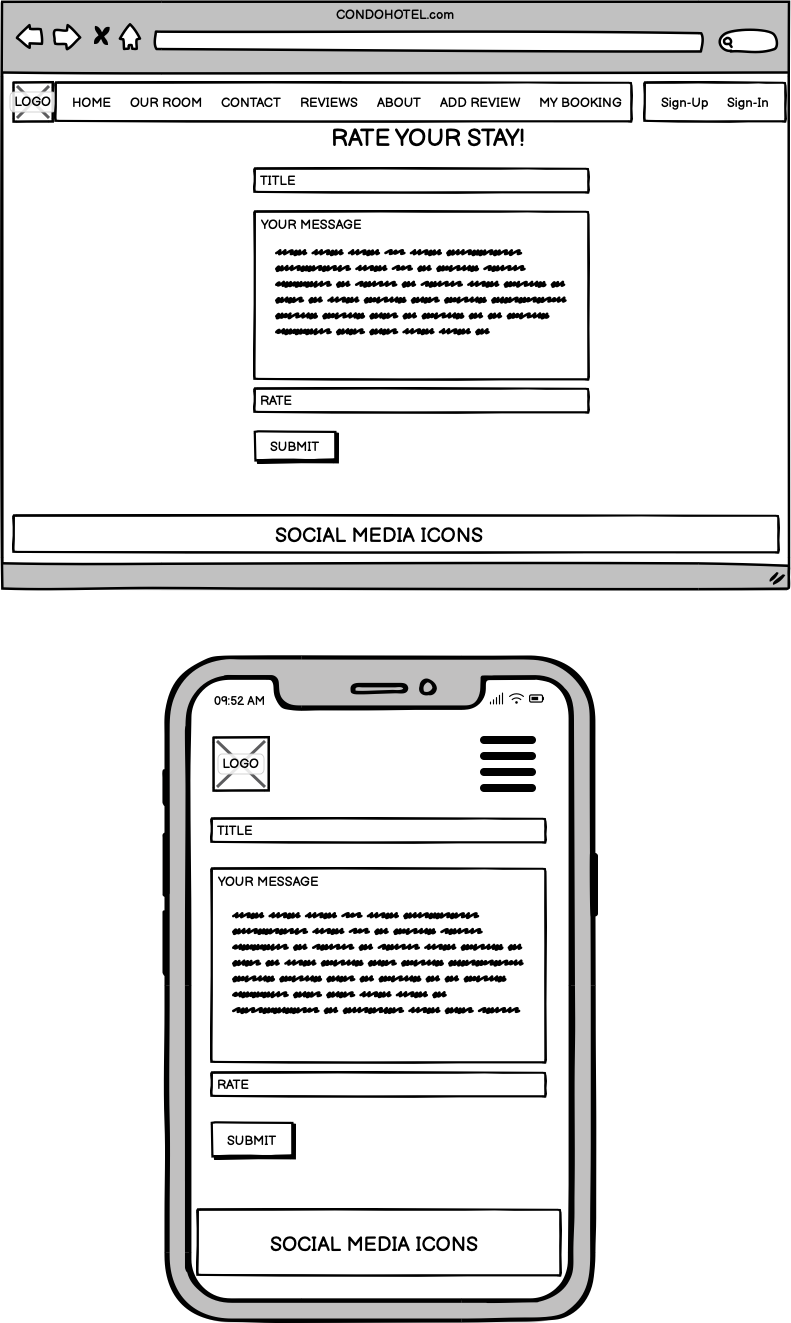 CONDOHOTEL.com
LOGO HOME OUR ROOM CONTACT REVIEWS ABOUT ADD REVIEW MY BOOKING Sign-Up Sign-In
RATE YOUR STAY!
TITLE
YOUR MESSAGE
RATE
SUBMIT
SOCIAL MEDIA ICONS
09:52 AM
LOGO
TITLE
YOUR MESSAGE
RATE
SUBMIT
SOCIAL MEDIA ICONS